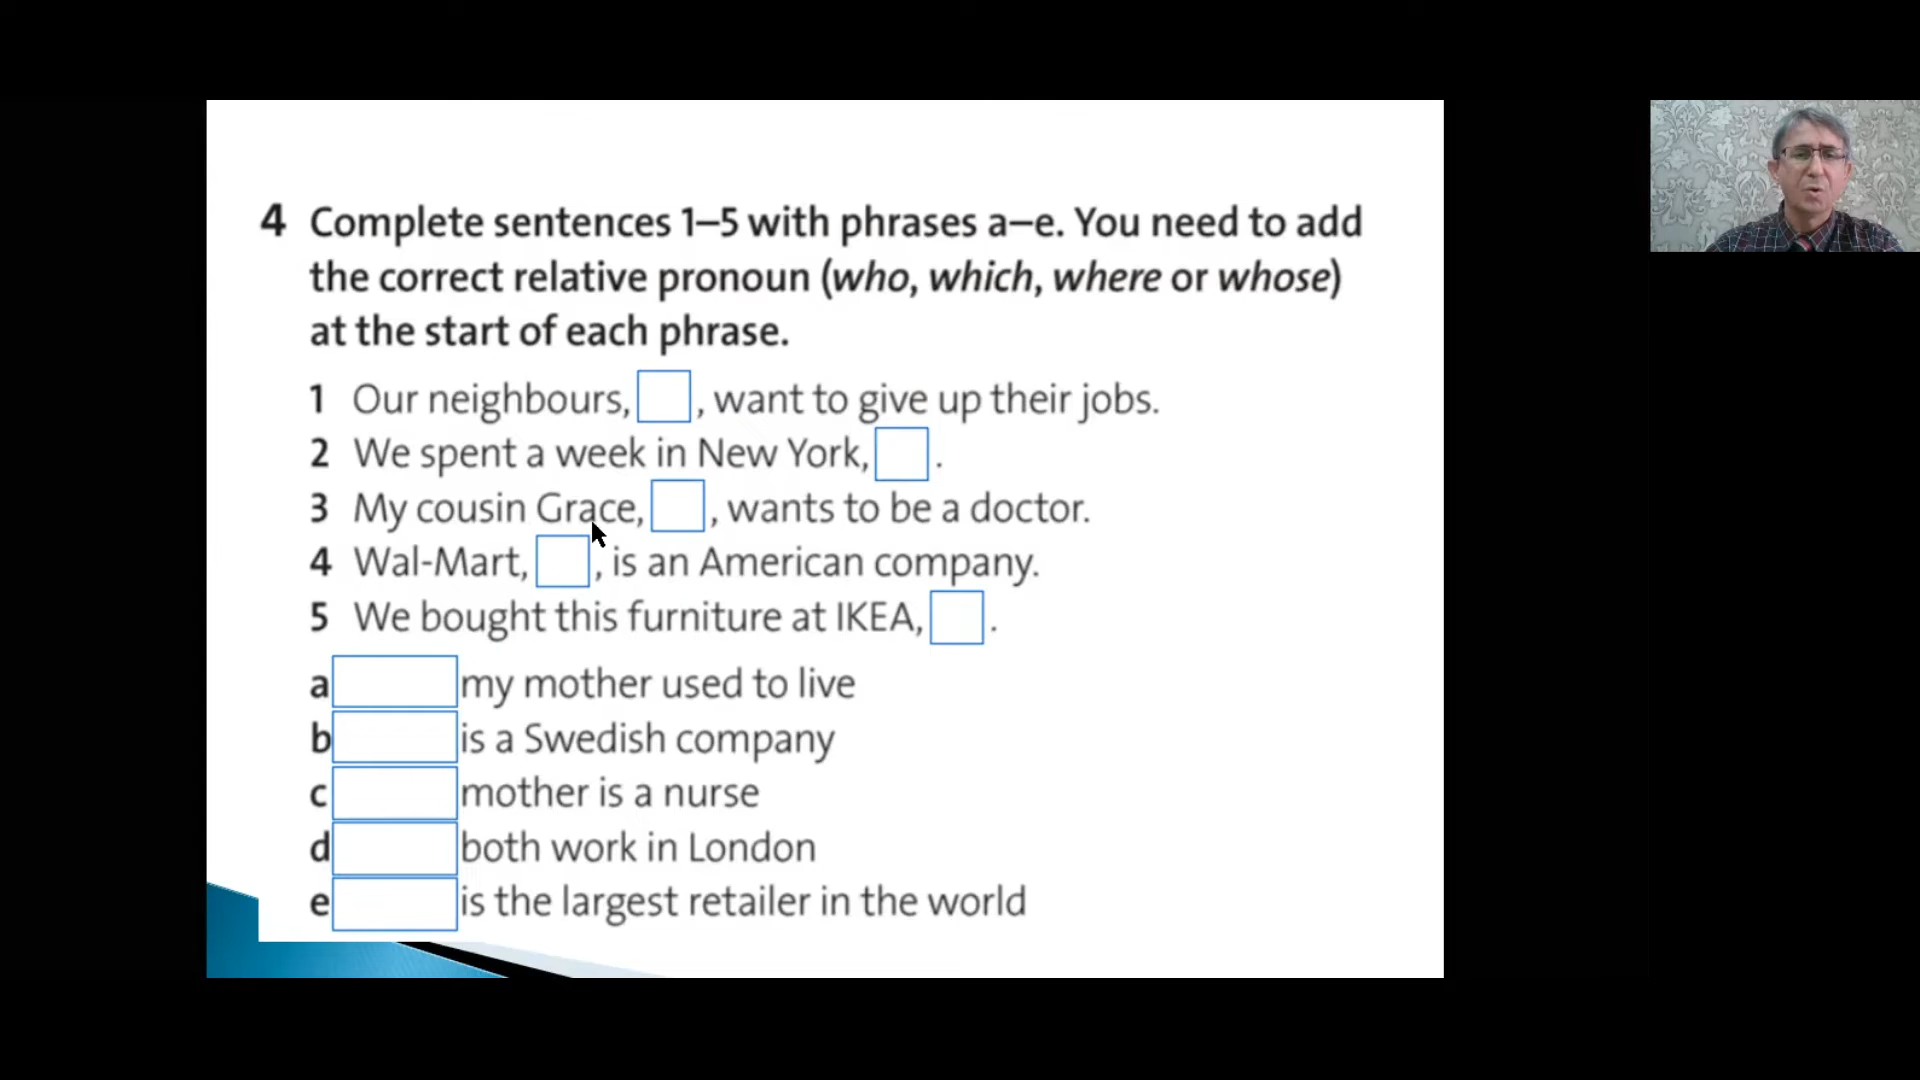 4 Complete sentences 1–5 with phrases a–e. You need to add
the correct relative pronoun (who, which, where or whose)
at the start of each phrase.
1 Our neighbours, , want to give up their jobs.
2 We spent a week in New York, .
3 My cousin Grace, , wants to be a doctor.
4 Wal-Mart, , is an American company.
5 We bought this furniture at IKEA, .
a my mother used to live
b is a Swedish company
c mother is a nurse
d both work in London
e is the largest retailer in the world